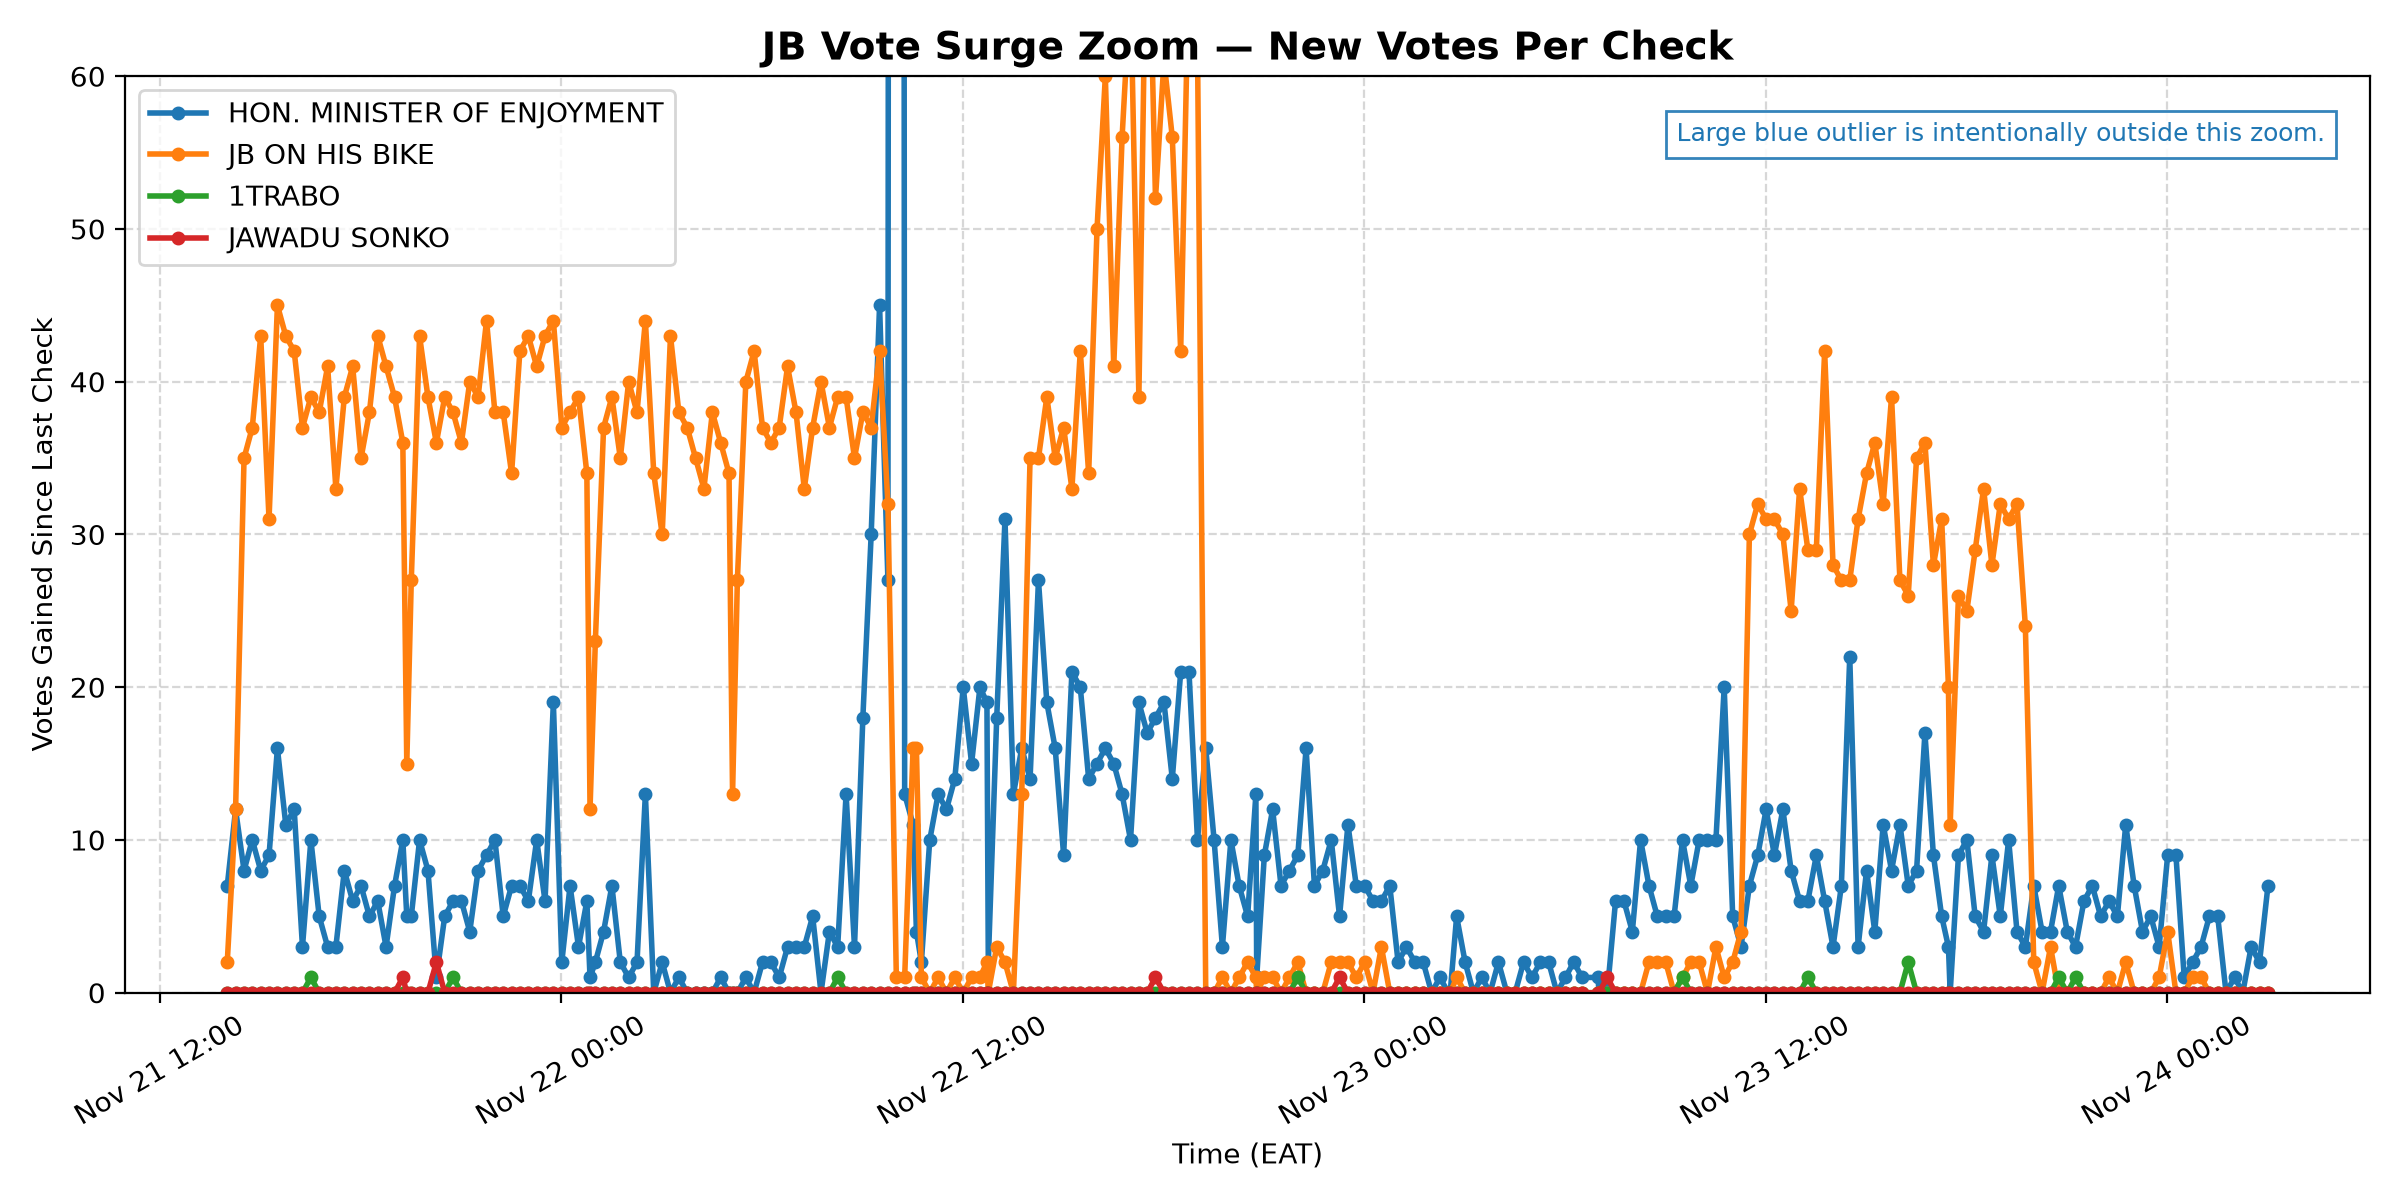 JB Vote Surge Zoom — New Votes Per Check
60
50
40
30
20
10
0
Votes Gained Since Last Check
HON. MINISTER OF ENJOYMENT
JB ON HIS BIKE
1TRABO
JAWADU SONKO
Large blue outlier is intentionally outside this zoom.
Nov 21 12:00
Nov 22 00:00
Nov 22 12:00
Nov 23 00:00
Nov 23 12:00
Nov 24 00:00
Time (EAT)